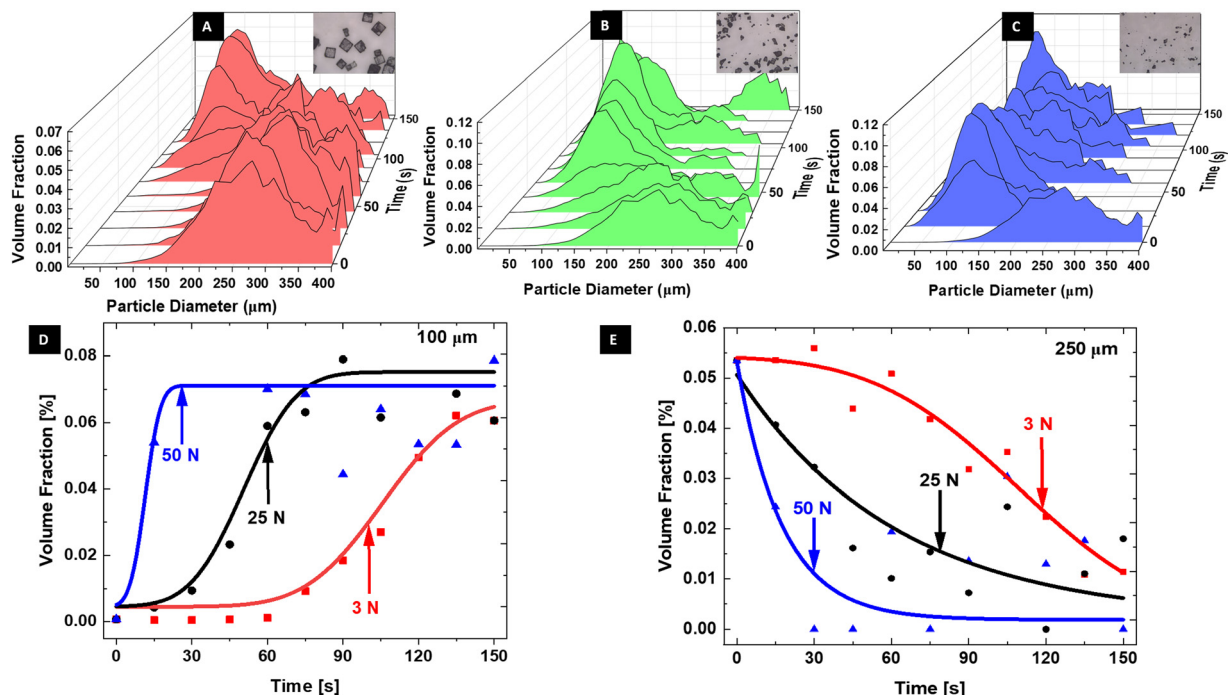 A
B
C
0.07
0.06
0.05
0.04
0.03
0.02
0.01
0.00
Volume Fraction
50 100 150 200 250 300 350 400
Particle Diameter (µm)
0
50
100
150
Time (s)
0.12
0.10
0.08
0.06
0.04
0.02
0.00
Volume Fraction
50 100 150 200 250 300 350 400
Particle Diameter (µm)
0
50
100
150
Time (s)
0.12
0.10
0.08
0.06
0.04
0.02
0.00
Volume Fraction
50 100 150 200 250 300 350 400
Particle Diameter (µm)
0
50
100
150
Time (s)
D
100 µm
0.08
0.06
0.04
0.02
0.00
Volume Fraction [%]
50 N
25 N
3 N
0 30 60 90 120 150
Time [s]
E
250 µm
0.06
0.05
0.04
0.03
0.02
0.01
0.00
Volume Fraction [%]
3 N
25 N
50 N
0 30 60 90 120 150
Time [s]